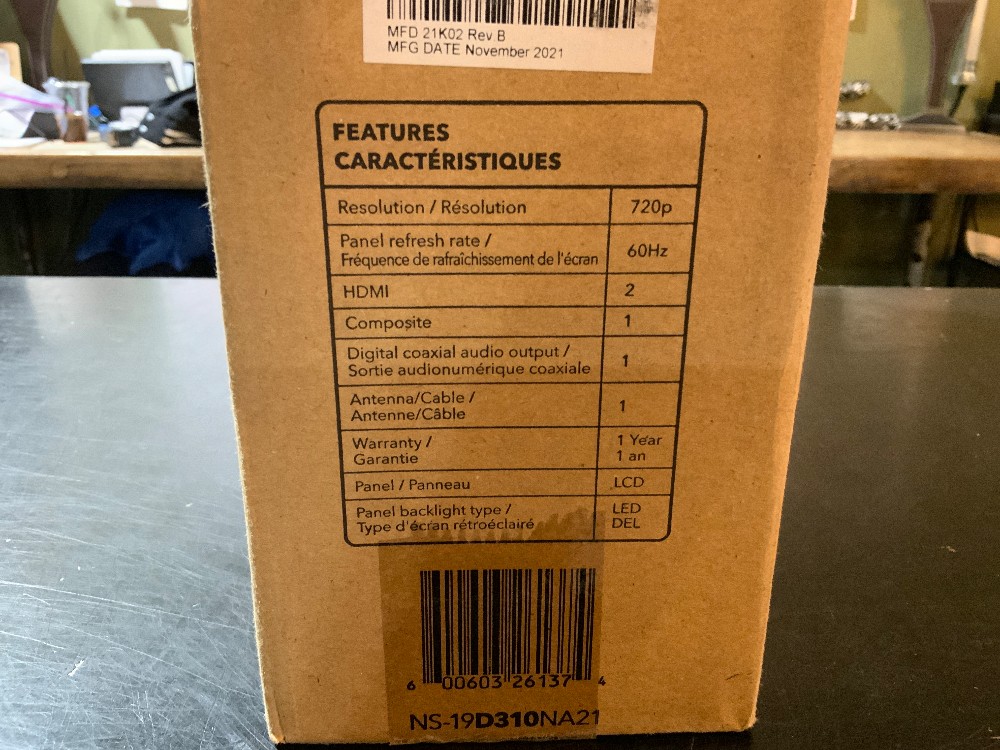 MFD 21K02 Rev B
MFG DATE November 2021
FEATURES
CARACTÉRISTIQUES
Resolution / Résolution 720p
Panel refresh rate /
Fréquence de rafraîchissement de l'écran 60Hz
HDMI 2
Composite 1
Digital coaxial audio output /
Sortie audionumérique coaxiale 1
Antenna/Cable /
Antenne/Câble 1
Warranty / 1 Year
Garantie 1 an
Panel / Panneau LCD
Panel backlight type / LED
Type d'écran rétroéclairé DEL
6 00603 26137 4
NS-19D310NA21